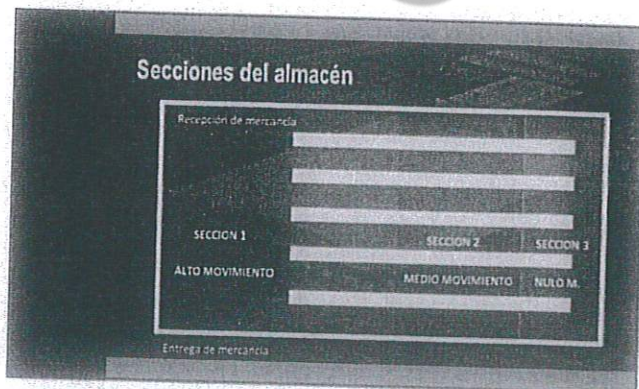 Secciones del almacén
Recepción de mercancía
SECCION 1
SECCION 2
SECCION 3
ALTO MOVIMIENTO
MEDIO MOVIMIENTO
NULO M.
Entrega de mercancía